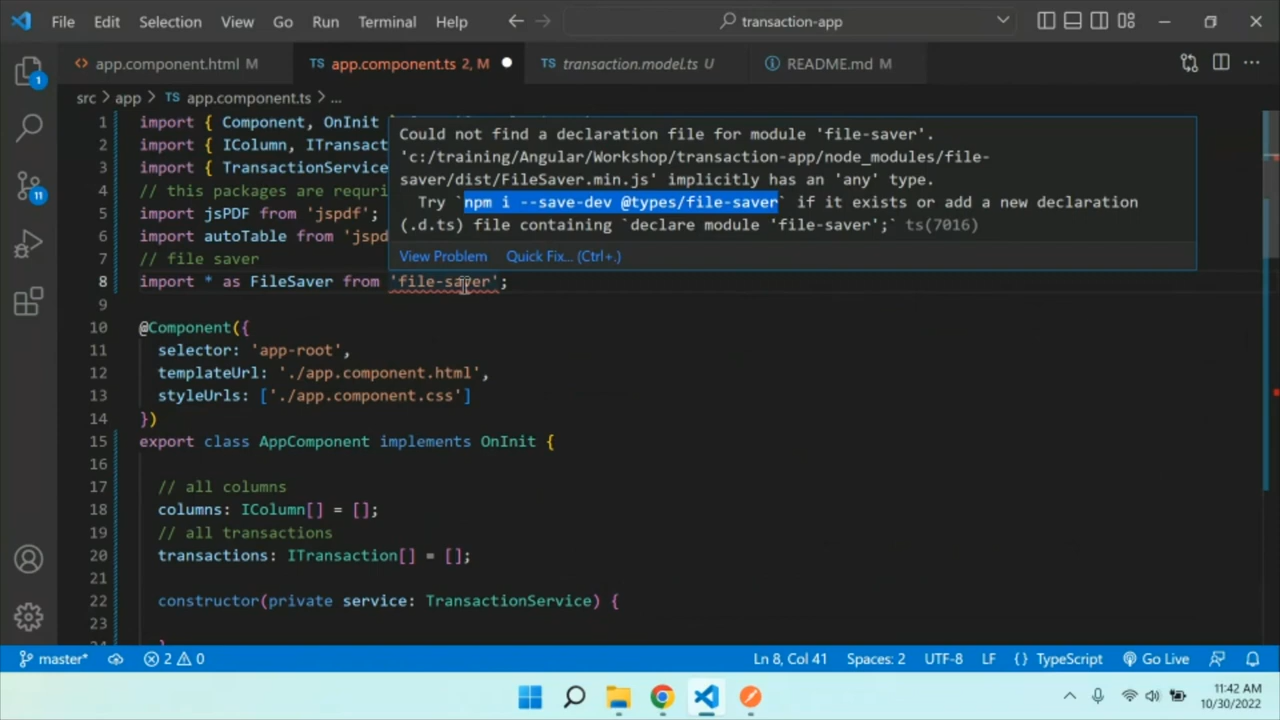 File Edit Selection View Go Run Terminal Help transaction-app
app.component.html M TS app.component.ts 2, M TS transaction.model.ts U README.md M
src > app > TS app.component.ts > ...
1 import { Component, OnInit
2 import { IColumn, ITransact
3 import { TransactionService
4 // this packages are requri
5 import jsPDF from 'jspdf';
6 import autoTable from 'jspd
7 // file saver
8 import * as FileSaver from 'file-saver';
9
10 @Component({
11 selector: 'app-root',
12 templateUrl: './app.component.html',
13 styleUrls: ['./app.component.css']
14 })
15 export class AppComponent implements OnInit {
16
17 // all columns
18 columns: IColumn[] = [];
19 // all transactions
20 transactions: ITransaction[] = [];
21
22 constructor(private service: TransactionService) {
23
Could not find a declaration file for module 'file-saver'.
'c:/training/Angular/Workshop/transaction-app/node_modules/file-
saver/dist/FileSaver.min.js' implicitly has an 'any' type.
Try `npm i --save-dev @types/file-saver` if it exists or add a new declaration
(.d.ts) file containing `declare module 'file-saver';` ts(7016)
View Problem Quick Fix... (Ctrl+.)
1
11
master* 2 0 Ln 8, Col 41 Spaces: 2 UTF-8 LF {} TypeScript Go Live
11:42 AM
10/30/2022